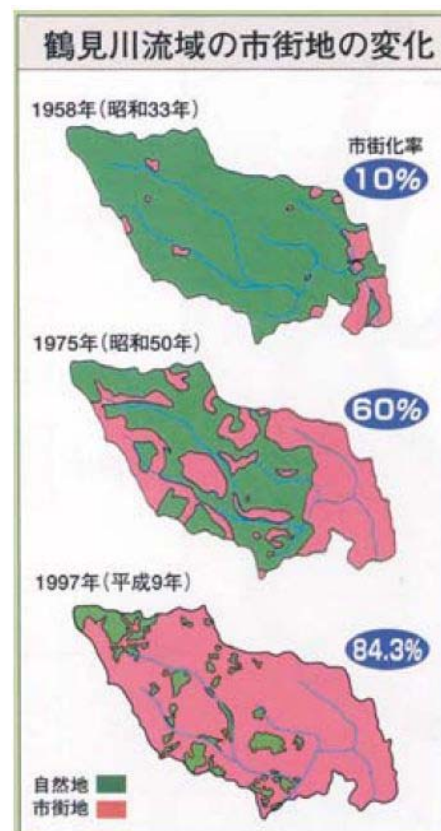 鶴見川流域の市街地の変化
1958年(昭和33年)
市街化率
10%
1975年(昭和50年)
60%
1997年(平成9年)
84.3%
自然地
市街地